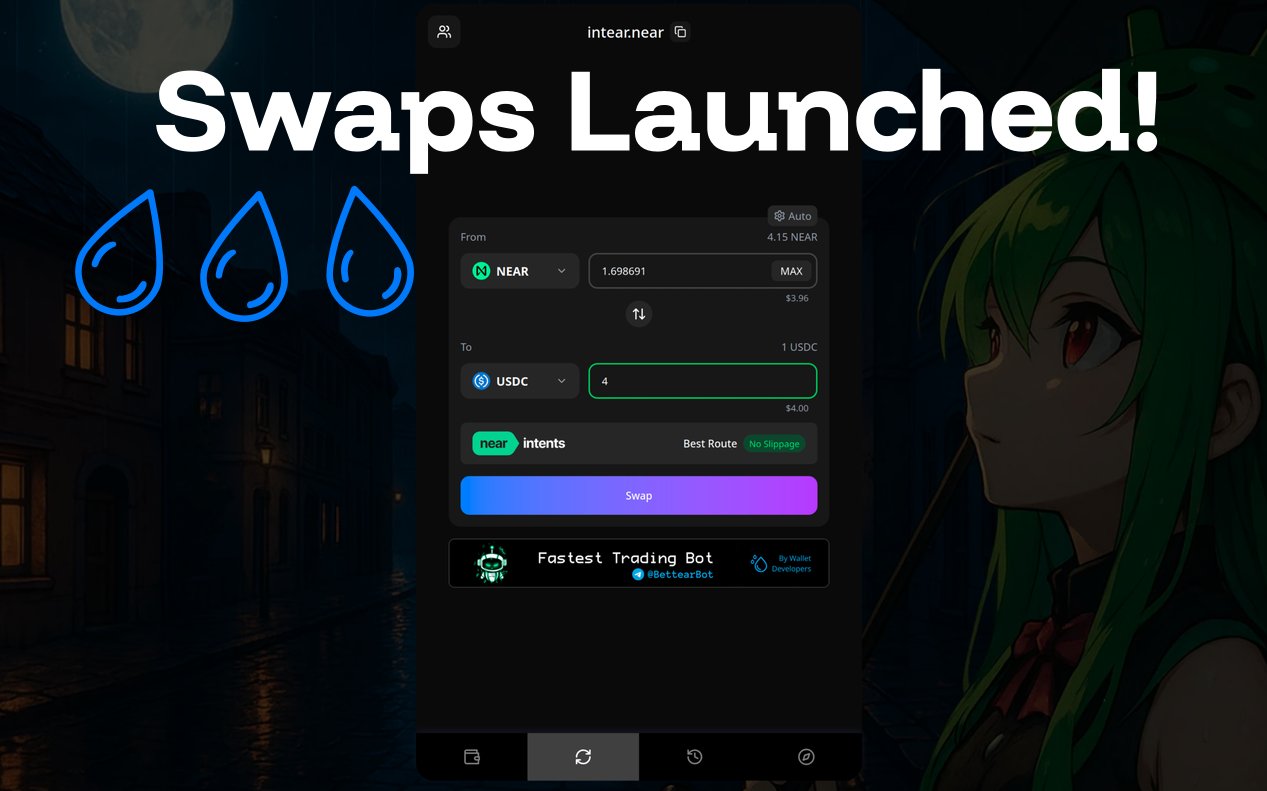 intear.near
Swaps Launched!
Auto
From
4.15 NEAR
NEAR
1.698691
MAX
$3.96
To
1 USDC
USDC
4
$4.00
near intents
Best Route
No Slippage
Swap
Fastest Trading Bot
@BettearBot
By Wallet
Developers